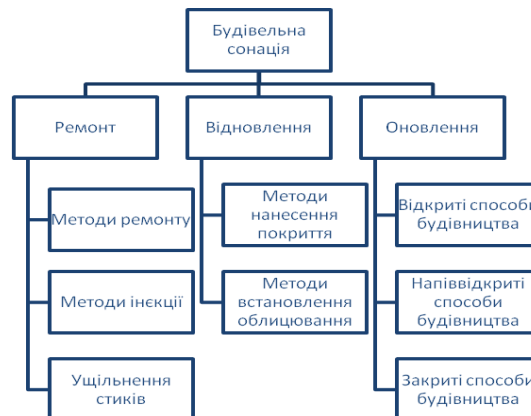 Будівельна
сонація
Ремонт
Відновлення
Оновлення
Методи ремонту
Методи інєкції
Ущільнення
стиків
Методи
нанесення
покриття
Методи
встановлення
облицювання
Відкриті способи
будівництва
Напіввідкриті
способи
будівництва
Закриті способи
будівництва